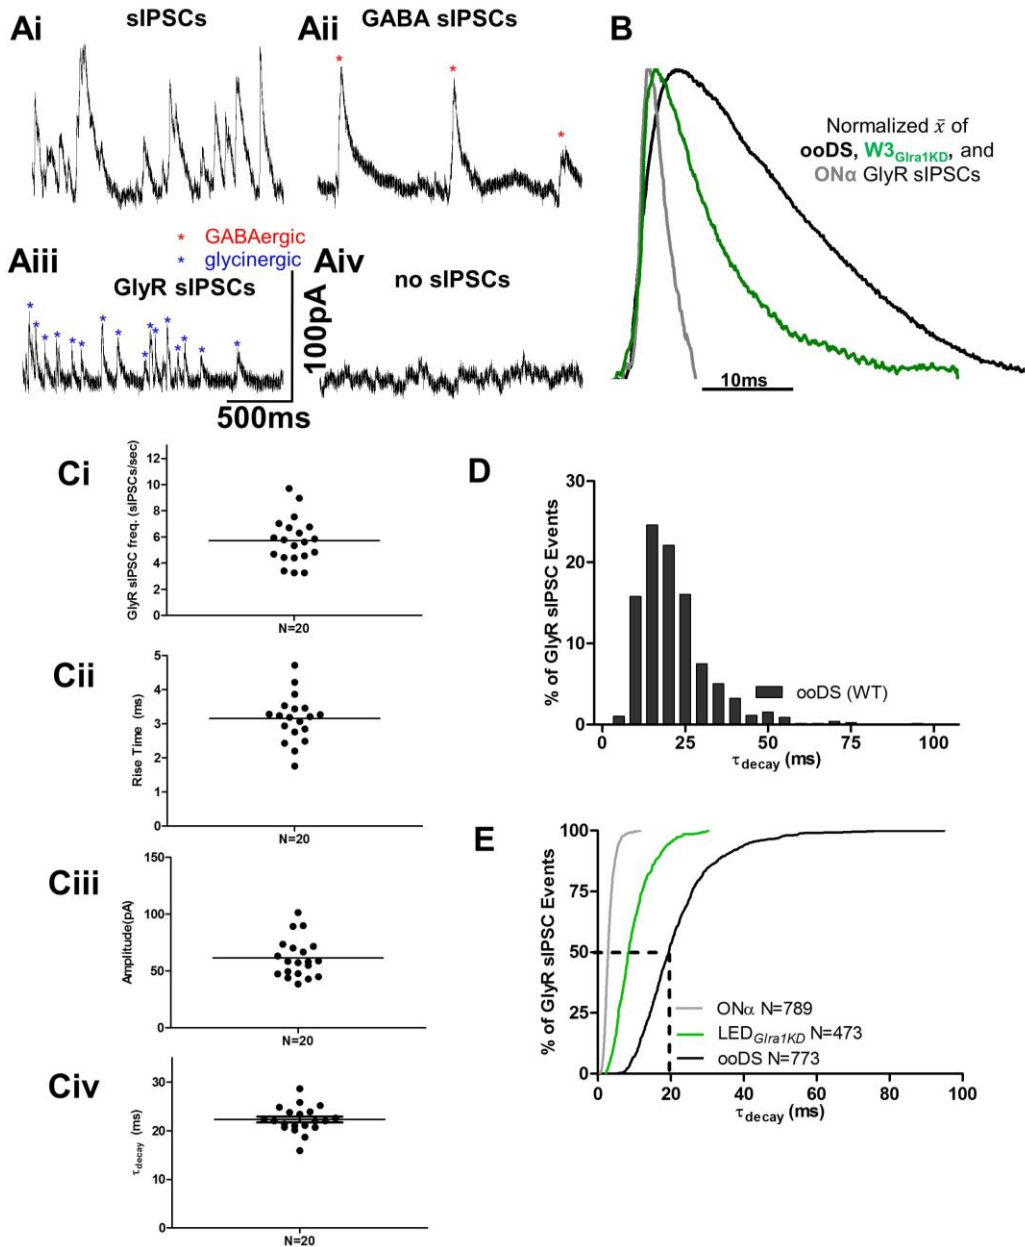 Ai
sIPSCs
Aii
GABA sIPSCs
B
Normalized x̄ of
ooDS, W3Glra1KD, and
ONα GlyR sIPSCs
10ms
* GABAergic
* glycinergic
Aiii
GlyR sIPSCs
Aiv
no sIPSCs
100pA
500ms
Ci
GlyR sIPSC freq. (sIPSCs/sec)
12
10
8
6
4
2
0
N=20
Cii
Rise Time (ms)
5
4
3
2
1
0
N=20
Ciii
Amplitude(pA)
150
100
50
0
N=20
Civ
τdecay (ms)
30
20
10
0
N=20
D
% of GlyR sIPSC Events
30
20
10
0
ooDS (WT)
0 25 50 75 100
τdecay (ms)
E
% of GlyR sIPSC Events
100
75
50
25
0
ONα N=789
LEDGlra1KD N=473
ooDS N=773
0 20 40 60 80 100
τdecay (ms)